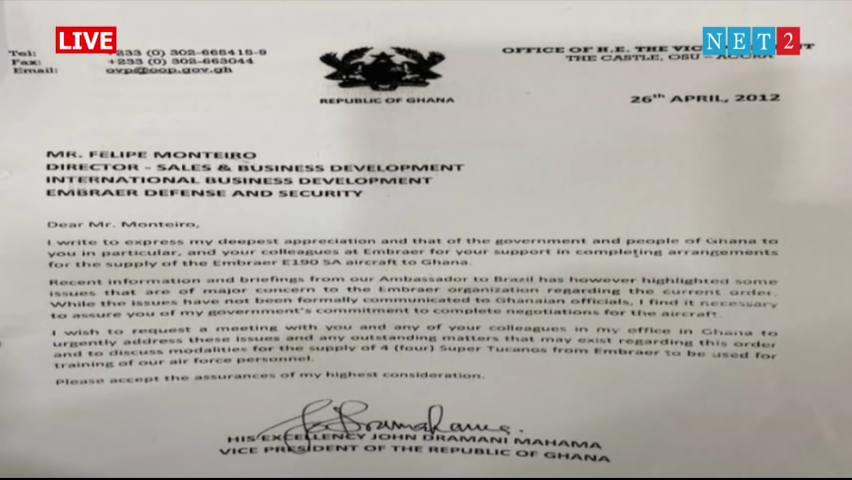 LIVE
NET2
Tel: +233 (0) 302-665415-9
Fax: +233 (0) 302-663044
Email: ovp@oop.gov.gh
OFFICE OF H.E. THE
THE CASTLE, OSU – ACCRA
REPUBLIC OF GHANA
26th APRIL, 2012
MR. FELIPE MONTEIRO
DIRECTOR – SALES & BUSINESS DEVELOPMENT
INTERNATIONAL BUSINESS DEVELOPMENT
EMBRAER DEFENSE AND SECURITY
Dear Mr. Monteiro,
I write to express my deepest appreciation and that of the government and people of Ghana to
you in particular, and your colleagues at Embraer for your support in completing arrangements
for the supply of the Embraer E190 SA aircraft to Ghana.
Recent information and briefings from our Ambassador to Brazil has however highlighted some
issues that are of major concern to the Embraer organization regarding the current order.
While the issues have not been formally communicated to Ghanaian officials, I find it necessary
to assure you of my government's commitment to complete negotiations for the aircraft.
I wish to request a meeting with you and any of your colleagues in my office in Ghana to
urgently address these issues and any outstanding matters that may exist regarding this order
and to discuss modalities for the supply of 4 (four) Super Tucanos from Embraer to be used for
training of our air force personnel.
Please accept the assurances of my highest consideration.
HIS EXCELLENCY JOHN DRAMANI MAHAMA
VICE PRESIDENT OF THE REPUBLIC OF GHANA